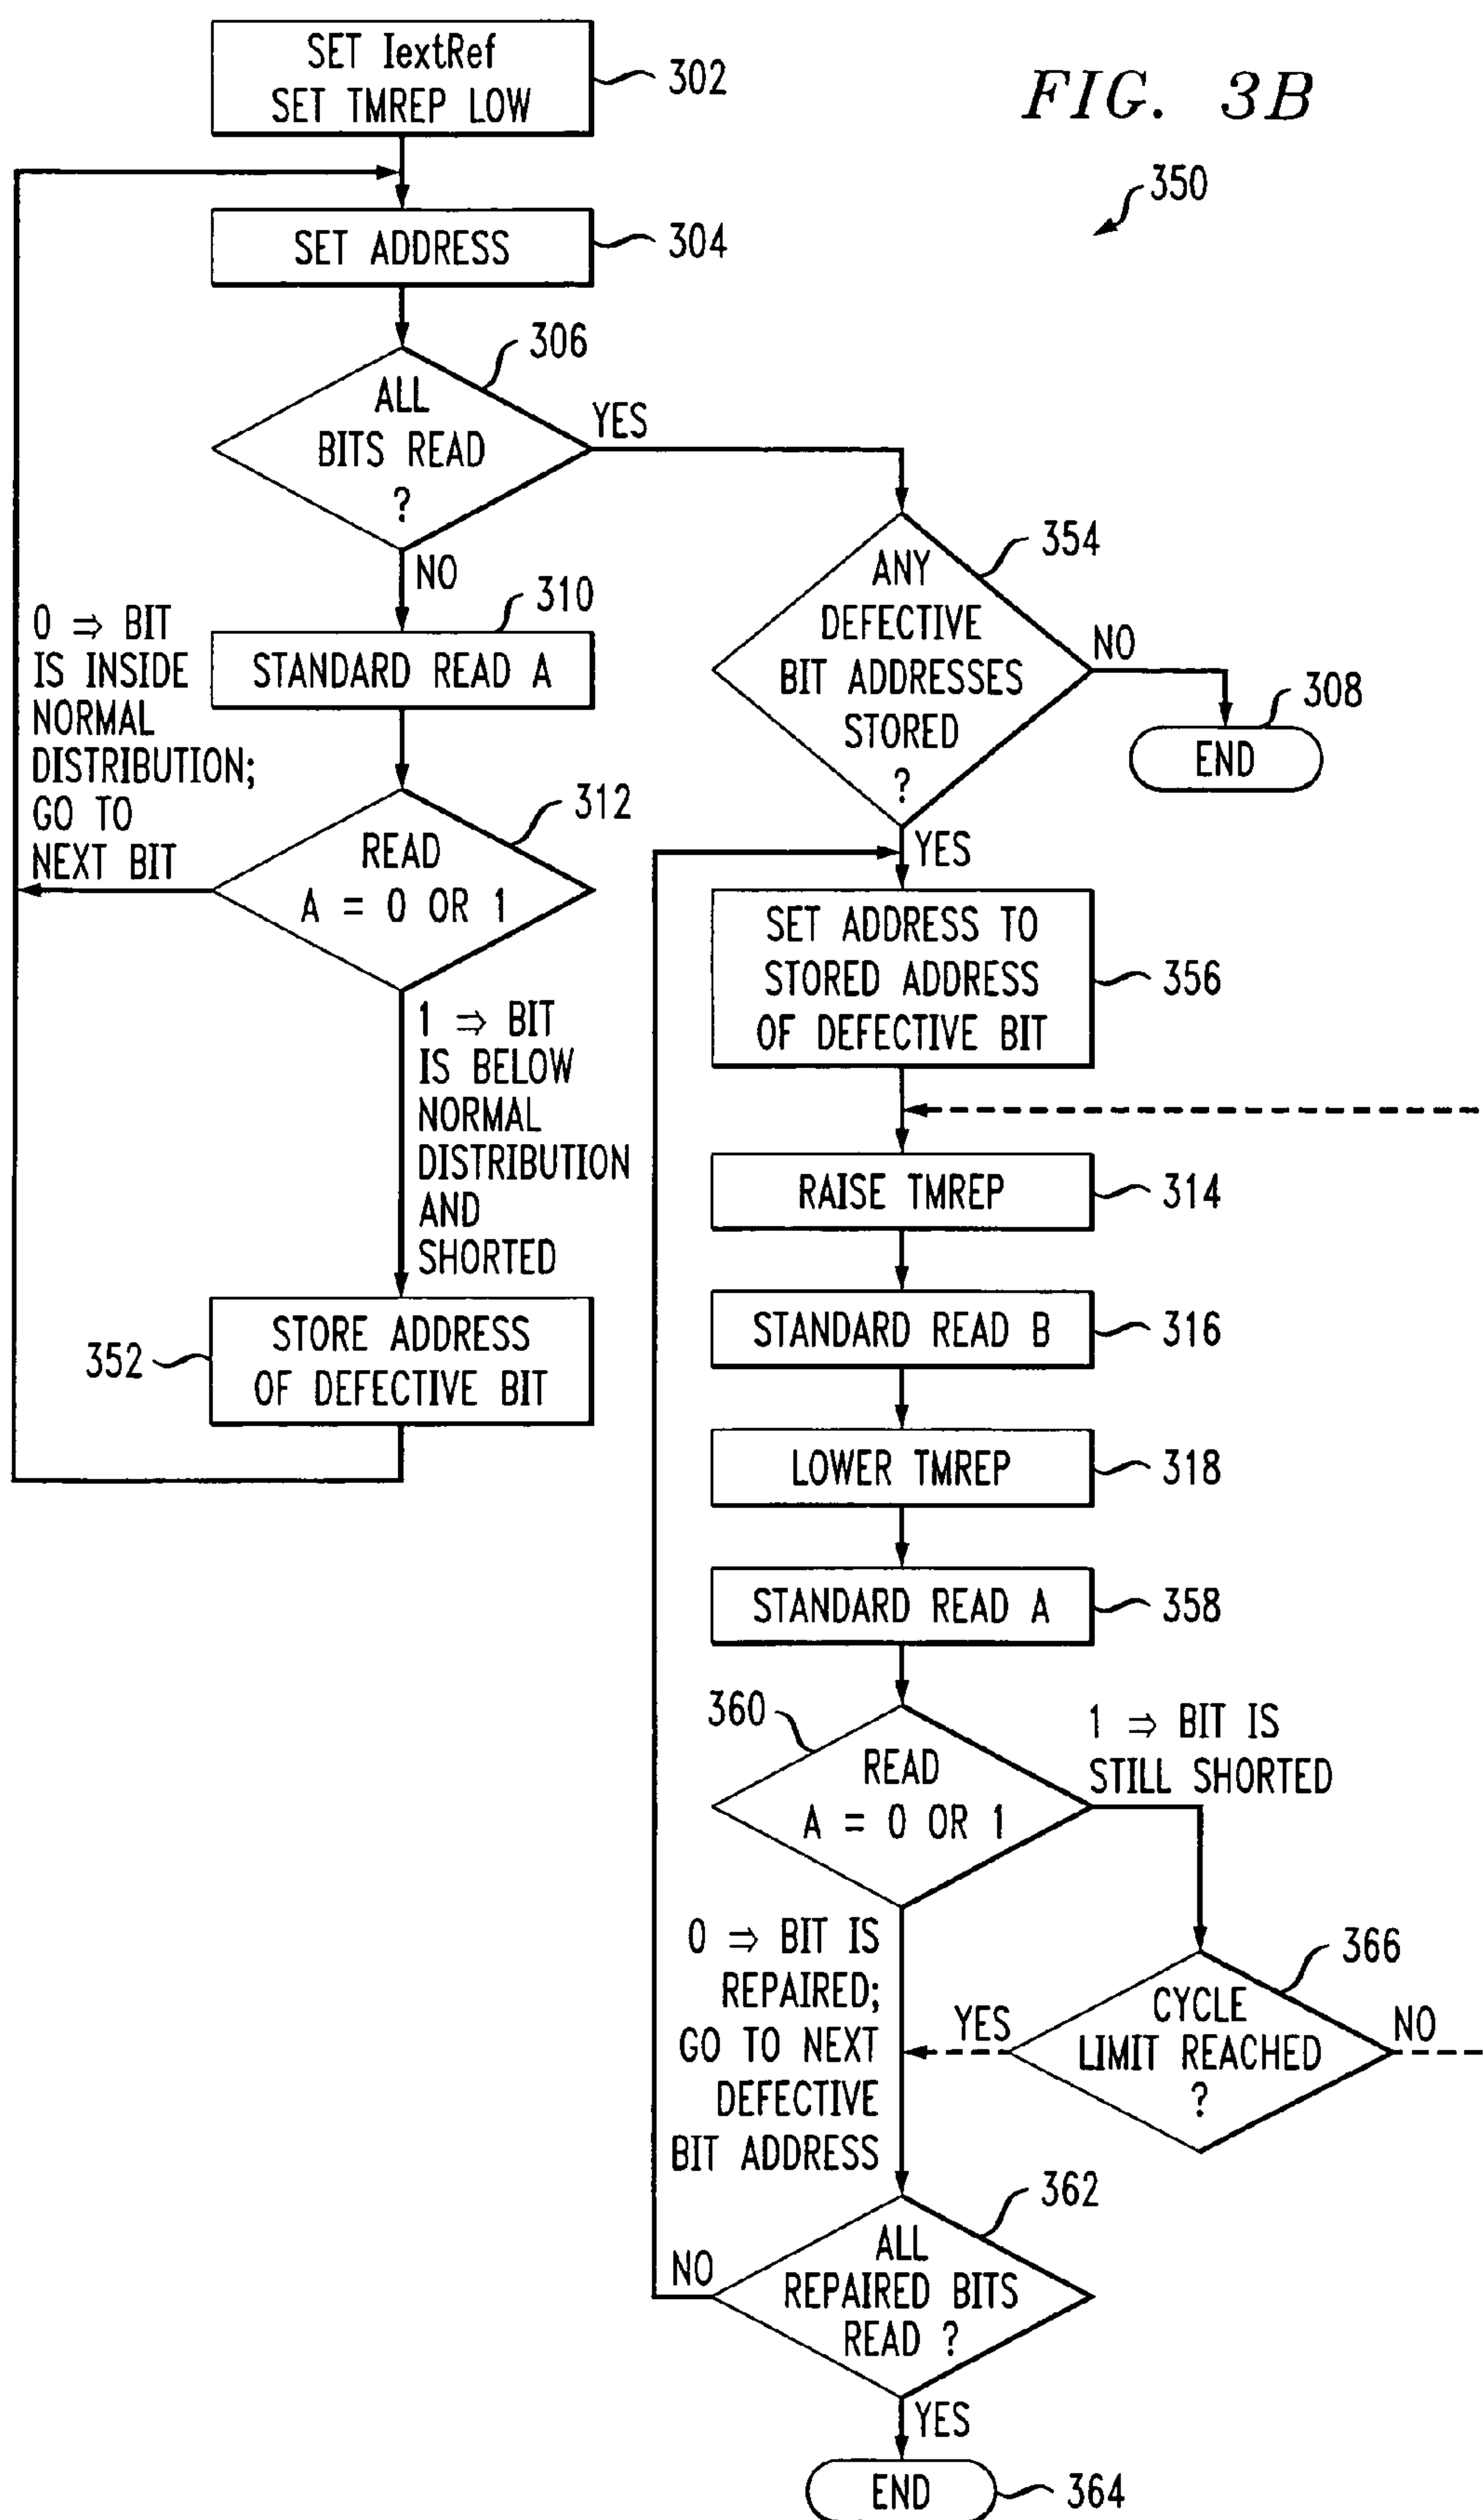 SET IextRef
SET TMREP LOW
302
FIG. 3B
350
SET ADDRESS
304
306
ALL
BITS READ
?
YES
NO
310
STANDARD READ A
0 ⇒ BIT
IS INSIDE
NORMAL
DISTRIBUTION;
GO TO
NEXT BIT
312
READ
A = 0 OR 1
1 ⇒ BIT
IS BELOW
NORMAL
DISTRIBUTION
AND
SHORTED
352
STORE ADDRESS
OF DEFECTIVE BIT
354
ANY
DEFECTIVE
BIT ADDRESSES
STORED
?
NO
308
END
YES
SET ADDRESS TO
STORED ADDRESS
OF DEFECTIVE BIT
356
RAISE TMREP
314
STANDARD READ B
316
LOWER TMREP
318
STANDARD READ A
358
360
READ
A = 0 OR 1
1 ⇒ BIT IS
STILL SHORTED
0 ⇒ BIT IS
REPAIRED;
GO TO NEXT
DEFECTIVE
BIT ADDRESS
366
YES
CYCLE
LIMIT REACHED
?
NO
362
ALL
REPAIRED BITS
READ ?
NO
YES
END
364